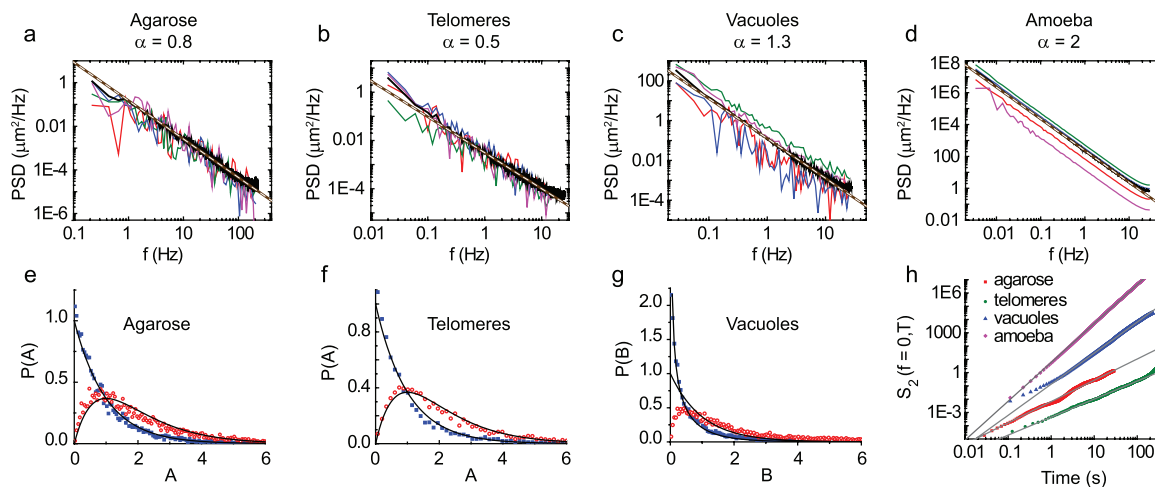 Agarose
α = 0.8
Telomeres
α = 0.5
Vacuoles
α = 1.3
Amoeba
α = 2
a
PSD (μm²/Hz)
1
0.01
1E-4
1E-6
0.1 1 10 100
f (Hz)
b
PSD (μm²/Hz)
1
0.01
1E-4
0.01 0.1 1 10
f (Hz)
c
PSD (μm²/Hz)
100
1
0.01
1E-4
0.1 1 10
f (Hz)
d
PSD (μm²/Hz)
1E8
1E6
1E4
100
1
0.01
0.01 0.1 1 10
f (Hz)
e
Agarose
P(A)
1.0
0.5
0.0
0 2 4 6
A
f
Telomeres
P(A)
0.8
0.4
0.0
0 2 4 6
A
g
Vacuoles
P(B)
2.0
1.5
1.0
0.5
0.0
0 2 4 6
B
h
agarose
telomeres
vacuoles
amoeba
S₂ (f = 0,T)
1E6
1000
1
1E-3
0.01 0.1 1 10 100
Time (s)